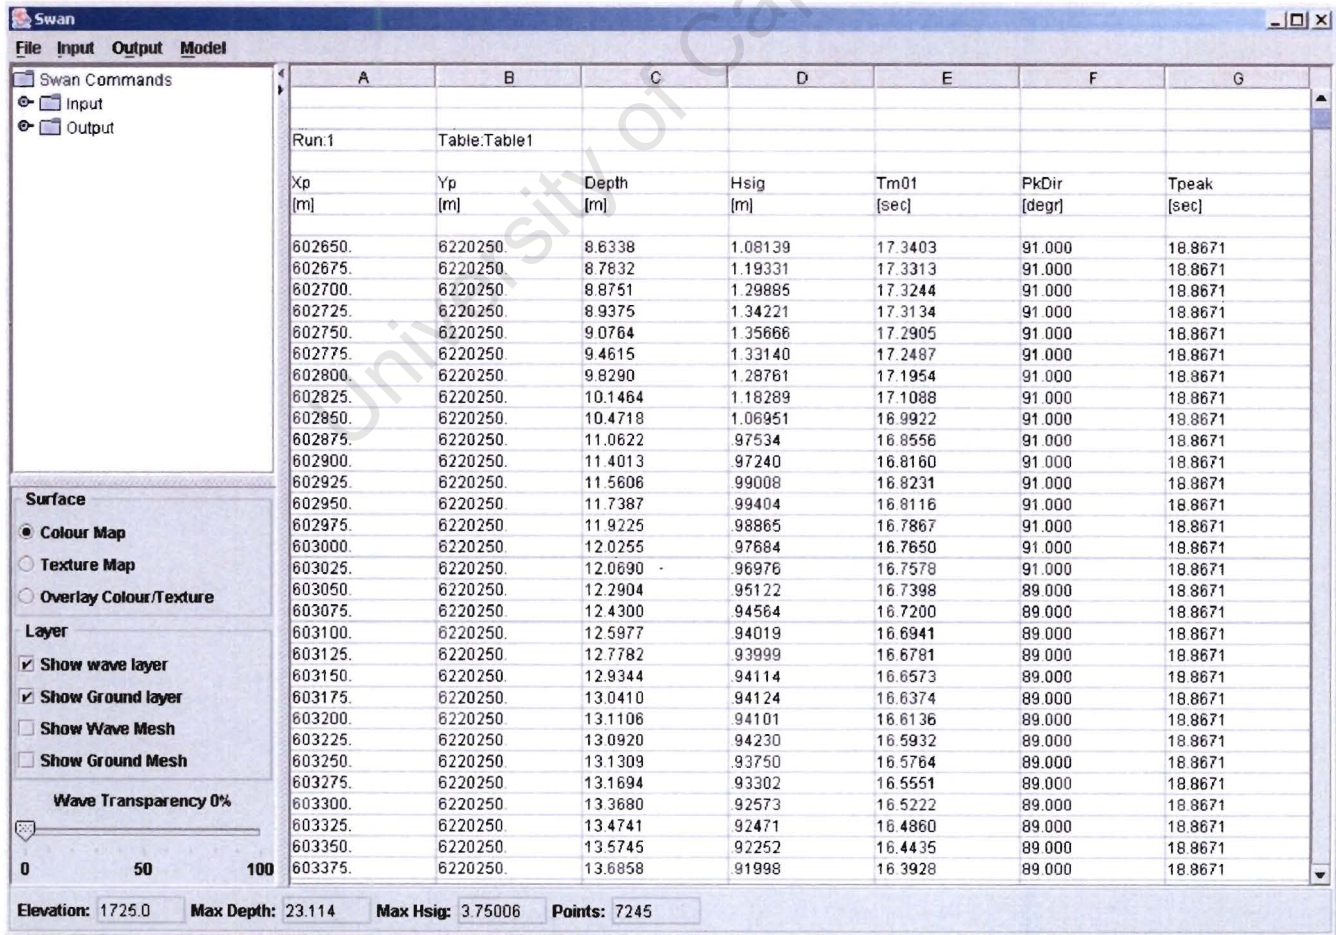 Swan
File Input Output Model
Swan Commands
Input
Output
A B C D E F G
Run:1 Table:Table1
Xp Yp Depth Hsig Tm01 PkDir Tpeak
[m] [m] [m] [m] [sec] [degr] [sec]
602650. 6220250. 8.6338 1.08139 17.3403 91.000 18.8671
602675. 6220250. 8.7832 1.19331 17.3313 91.000 18.8671
602700. 6220250. 8.8751 1.29885 17.3244 91.000 18.8671
602725. 6220250. 8.9375 1.34221 17.3134 91.000 18.8671
602750. 6220250. 9.0764 1.35666 17.2905 91.000 18.8671
602775. 6220250. 9.4615 1.33140 17.2487 91.000 18.8671
602800. 6220250. 9.8290 1.28761 17.1954 91.000 18.8671
602825. 6220250. 10.1464 1.18289 17.1088 91.000 18.8671
602850. 6220250. 10.4718 1.06951 16.9922 91.000 18.8671
602875. 6220250. 11.0622 .97534 16.8556 91.000 18.8671
602900. 6220250. 11.4013 .97240 16.8160 91.000 18.8671
602925. 6220250. 11.5606 .99008 16.8231 91.000 18.8671
602950. 6220250. 11.7387 .99404 16.8116 91.000 18.8671
602975. 6220250. 11.9225 .98865 16.7867 91.000 18.8671
603000. 6220250. 12.0255 .97684 16.7650 91.000 18.8671
603025. 6220250. 12.0690 .96976 16.7578 91.000 18.8671
603050. 6220250. 12.2904 .95122 16.7398 89.000 18.8671
603075. 6220250. 12.4300 .94564 16.7200 89.000 18.8671
603100. 6220250. 12.5977 .94019 16.6941 89.000 18.8671
603125. 6220250. 12.7782 .93999 16.6781 89.000 18.8671
603150. 6220250. 12.9344 .94114 16.6573 89.000 18.8671
603175. 6220250. 13.0410 .94124 16.6374 89.000 18.8671
603200. 6220250. 13.1106 .94101 16.6136 89.000 18.8671
603225. 6220250. 13.0920 .94230 16.5932 89.000 18.8671
603250. 6220250. 13.1309 .93750 16.5764 89.000 18.8671
603275. 6220250. 13.1694 .93302 16.5551 89.000 18.8671
603300. 6220250. 13.3680 .92573 16.5222 89.000 18.8671
603325. 6220250. 13.4741 .92471 16.4860 89.000 18.8671
603350. 6220250. 13.5745 .92252 16.4435 89.000 18.8671
603375. 6220250. 13.6858 .91998 16.3928 89.000 18.8671
Surface
Colour Map
Texture Map
Overlay Colour/Texture
Layer
Show wave layer
Show Ground layer
Show Wave Mesh
Show Ground Mesh
Wave Transparency 0%
0 50 100
Elevation: 1725.0 Max Depth: 23.114 Max Hsig: 3.75006 Points: 7245
University of Ca